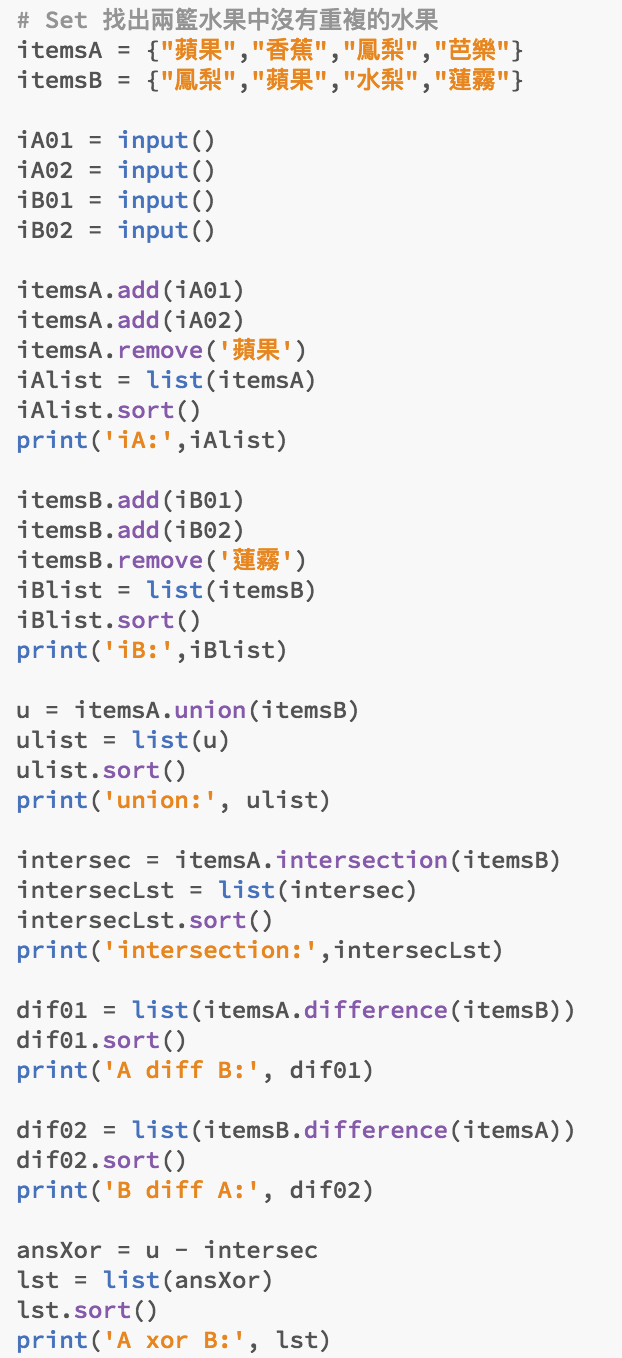 # Set 找出兩籃水果中沒有重複的水果
itemsA = {"蘋果","香蕉","鳳梨","芭樂"}
itemsB = {"鳳梨","蘋果","水梨","蓮霧"}
iA01 = input()
iA02 = input()
iB01 = input()
iB02 = input()
itemsA.add(iA01)
itemsA.add(iA02)
itemsA.remove('蘋果')
iAlist = list(itemsA)
iAlist.sort()
print('iA:',iAlist)
itemsB.add(iB01)
itemsB.add(iB02)
itemsB.remove('蓮霧')
iBlist = list(itemsB)
iBlist.sort()
print('iB:',iBlist)
u = itemsA.union(itemsB)
ulist = list(u)
ulist.sort()
print('union:', ulist)
intersec = itemsA.intersection(itemsB)
intersecLst = list(intersec)
intersecLst.sort()
print('intersection:',intersecLst)
dif01 = list(itemsA.difference(itemsB))
dif01.sort()
print('A diff B:', dif01)
dif02 = list(itemsB.difference(itemsA))
dif02.sort()
print('B diff A:', dif02)
ansXor = u - intersec
lst = list(ansXor)
lst.sort()
print('A xor B:', lst)